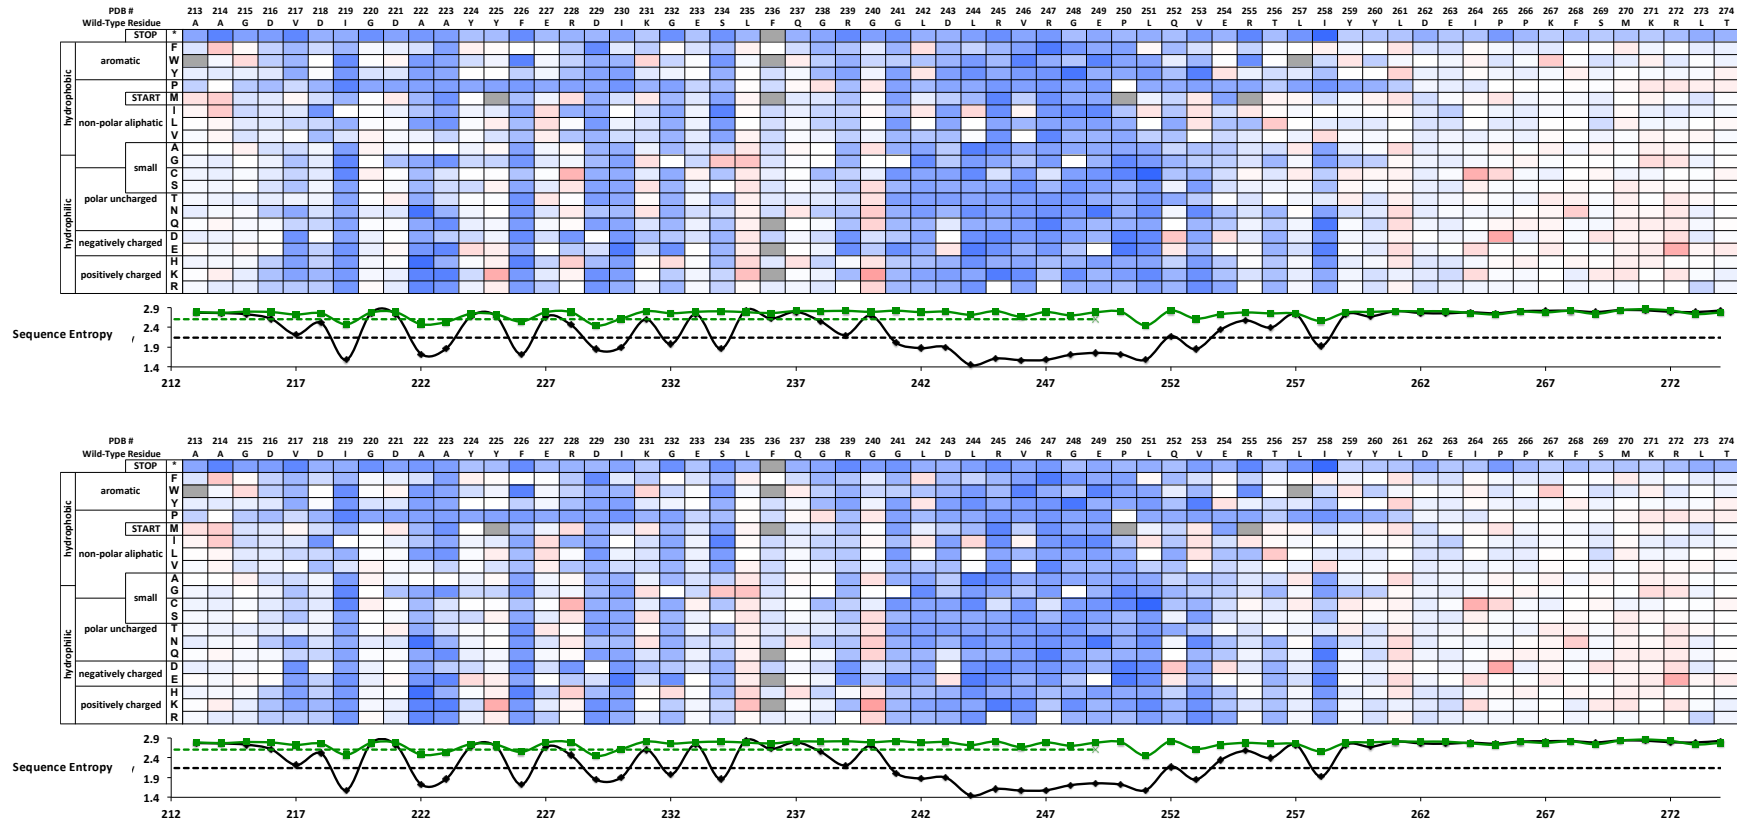 PDB # 213 214 215 216 217 218 219 220 221 222 223 224 225 226 227 228 229 230 231 232 233 234 235 236 237 238 239 240 241 242 243 244 245 246 247 248 249 250 251 252 253 254 255 256 257 258 259 260 261 262 263 264 265 266 267 268 269 270 271 272 273 274
Wild-Type Residue A A G D V D I G D A A Y Y F E R D I K G E S L F Q G R G G L D L R V R G E P L Q V E R T L I Y Y L D E I P P K F S M K R L T
STOP *
F
aromatic W
Y
P
START M
I
non-polar aliphatic L
V
A
G
small
C
S
polar uncharged T
N
Q
D
negatively charged E
H
positively charged K
R
hydrophobic
hydrophilic
2.9
2.4
Sequence Entropy
1.9
1.4
212 217 222 227 232 237 242 247 252 257 262 267 272
PDB # 213 214 215 216 217 218 219 220 221 222 223 224 225 226 227 228 229 230 231 232 233 234 235 236 237 238 239 240 241 242 243 244 245 246 247 248 249 250 251 252 253 254 255 256 257 258 259 260 261 262 263 264 265 266 267 268 269 270 271 272 273 274
Wild-Type Residue A A G D V D I G D A A Y Y F E R D I K G E S L F Q G R G G L D L R V R G E P L Q V E R T L I Y Y L D E I P P K F S M K R L T
STOP *
F
aromatic W
Y
P
START M
I
non-polar aliphatic L
V
A
G
small
C
S
polar uncharged T
N
Q
D
negatively charged E
H
positively charged K
R
hydrophobic
hydrophilic
2.9
2.4
Sequence Entropy
1.9
1.4
212 217 222 227 232 237 242 247 252 257 262 267 272